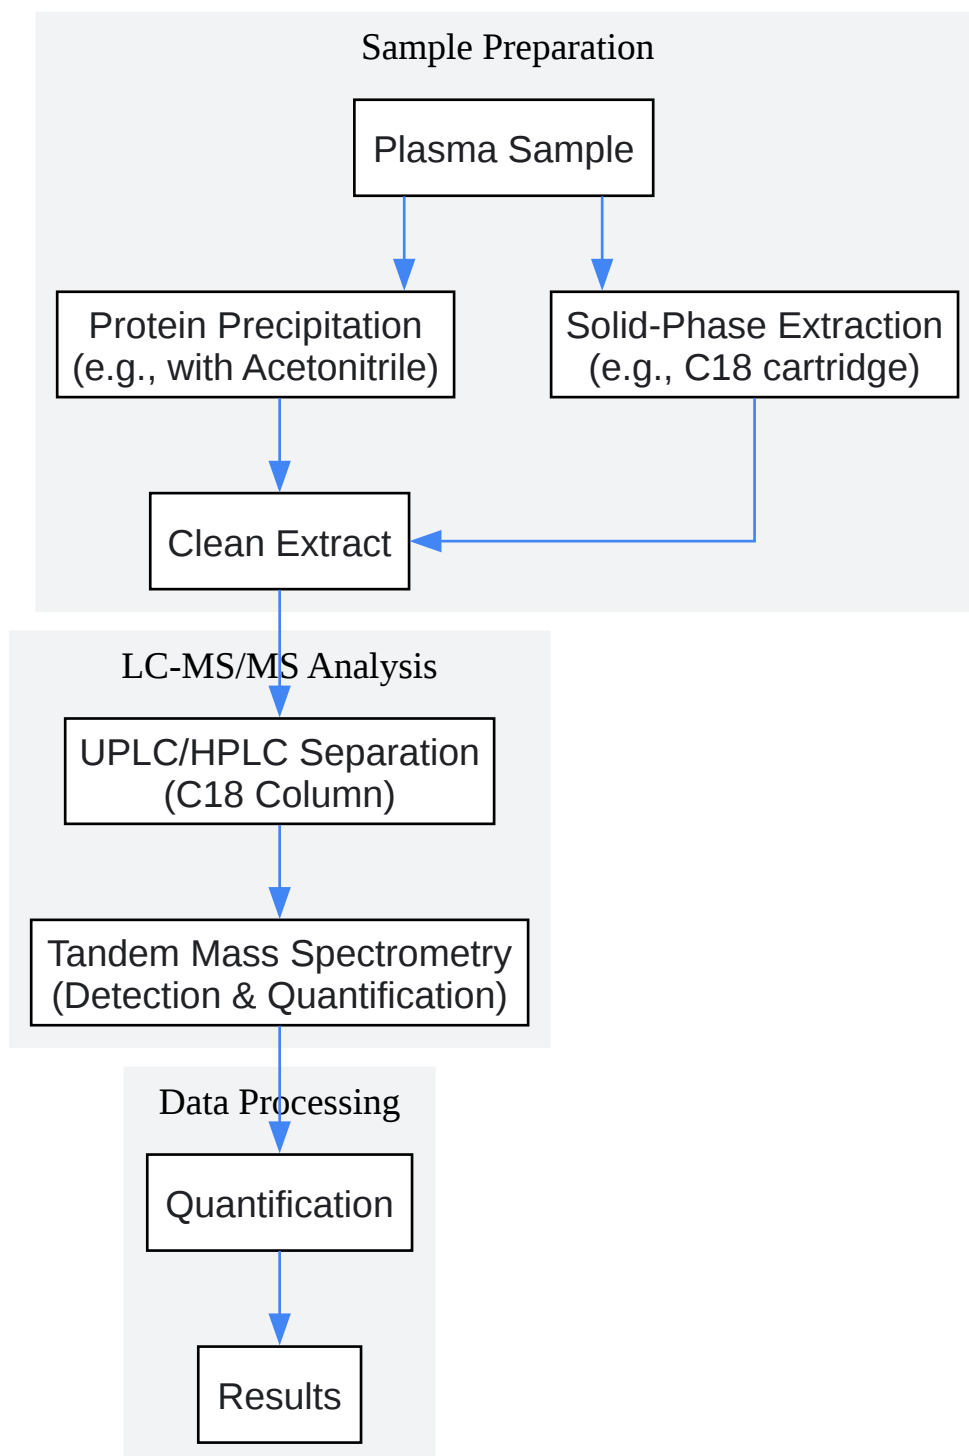 Sample Preparation
Plasma Sample
Protein Precipitation
(e.g., with Acetonitrile)
Solid-Phase Extraction
(e.g., C18 cartridge)
Clean Extract
LC-MS/MS Analysis
UPLC/HPLC Separation
(C18 Column)
Tandem Mass Spectrometry
(Detection & Quantification)
Data Processing
Quantification
Results